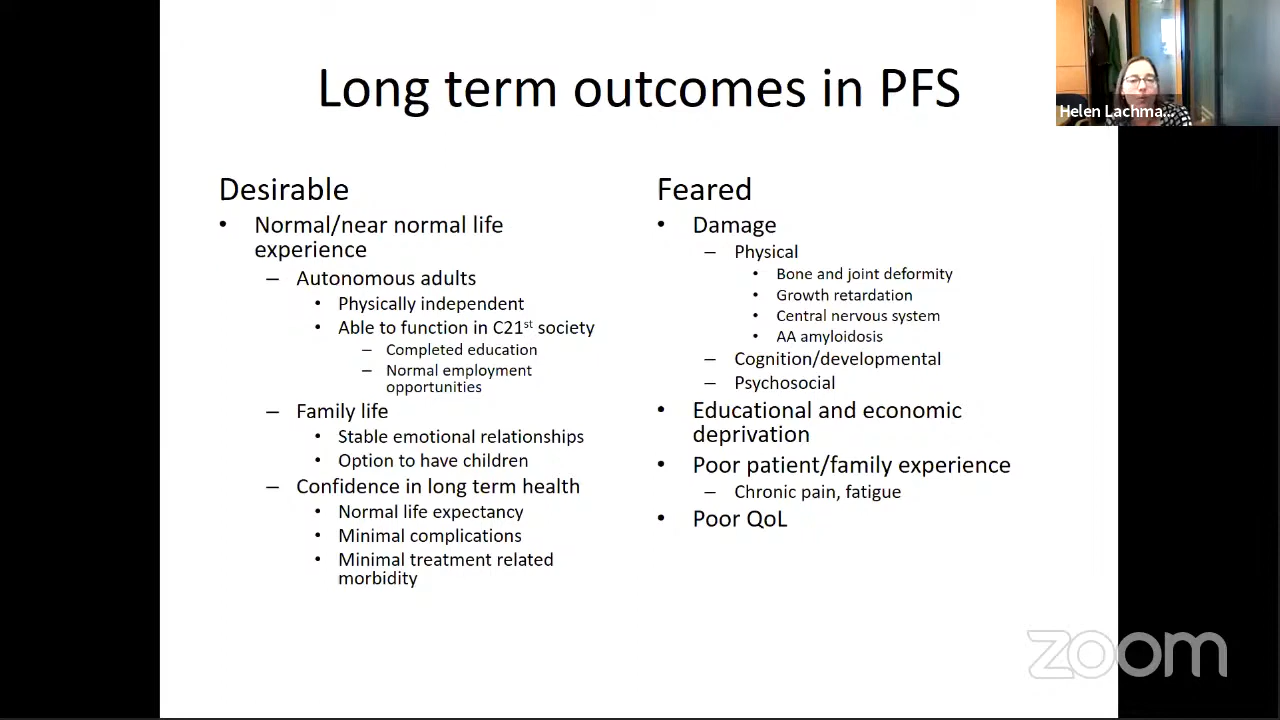 Long term outcomes in PFS
Helen Lachma...
Desirable
• Normal/near normal life
experience
– Autonomous adults
• Physically independent
• Able to function in C21st society
– Completed education
– Normal employment
opportunities
– Family life
• Stable emotional relationships
• Option to have children
– Confidence in long term health
• Normal life expectancy
• Minimal complications
• Minimal treatment related
morbidity
Feared
• Damage
– Physical
• Bone and joint deformity
• Growth retardation
• Central nervous system
• AA amyloidosis
– Cognition/developmental
– Psychosocial
• Educational and economic
deprivation
• Poor patient/family experience
– Chronic pain, fatigue
• Poor QoL
zoom